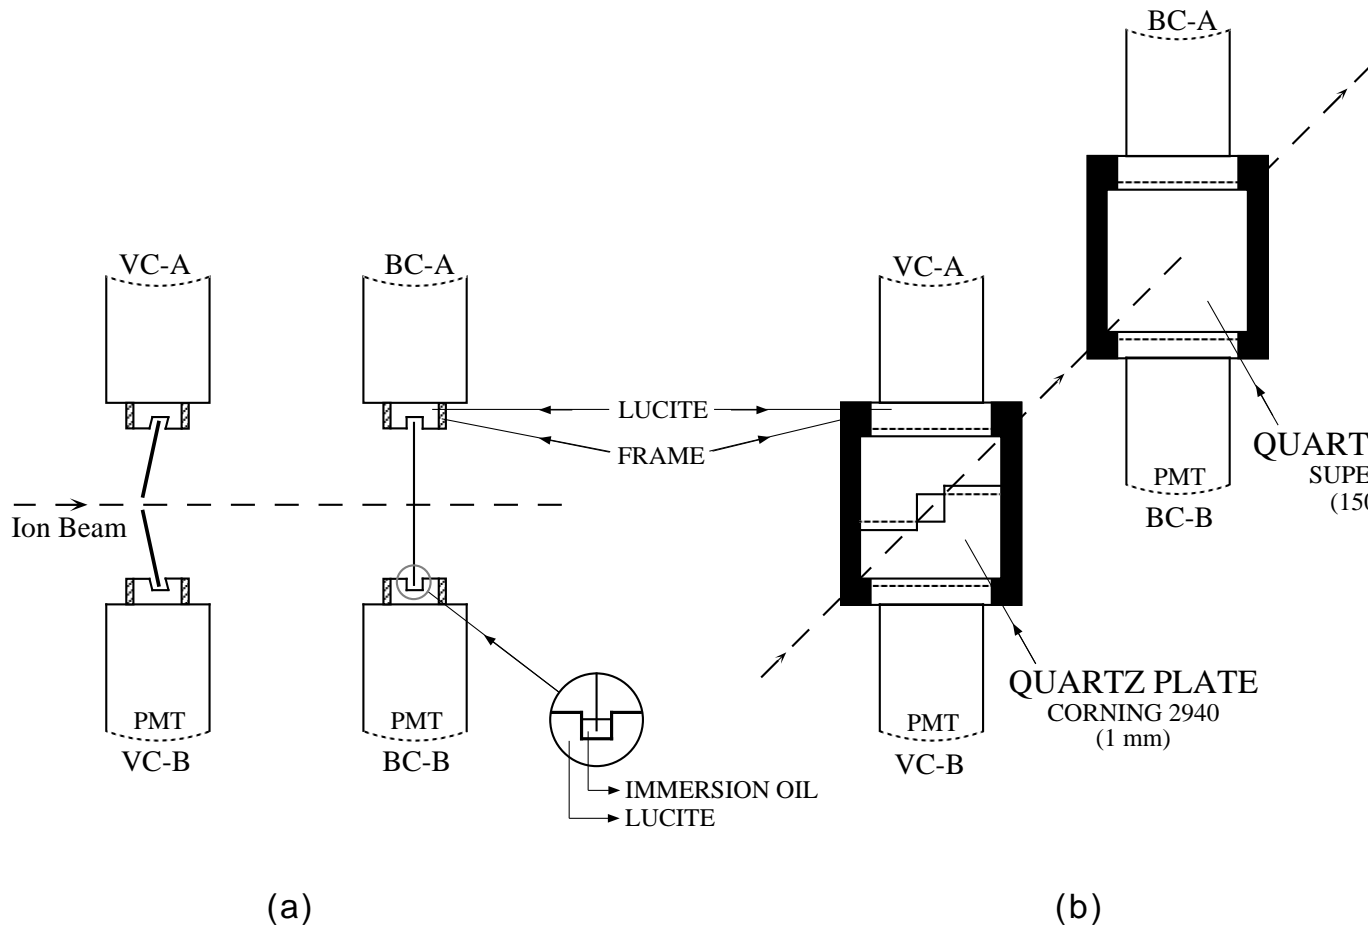 BC-A
VC-A
BC-A
VC-A
LUCITE
FRAME
Ion Beam
QUART
SUPE
(150
PMT
BC-B
QUARTZ PLATE
CORNING 2940
(1 mm)
PMT
VC-B
PMT
BC-B
PMT
VC-B
IMMERSION OIL
LUCITE
(a)
(b)